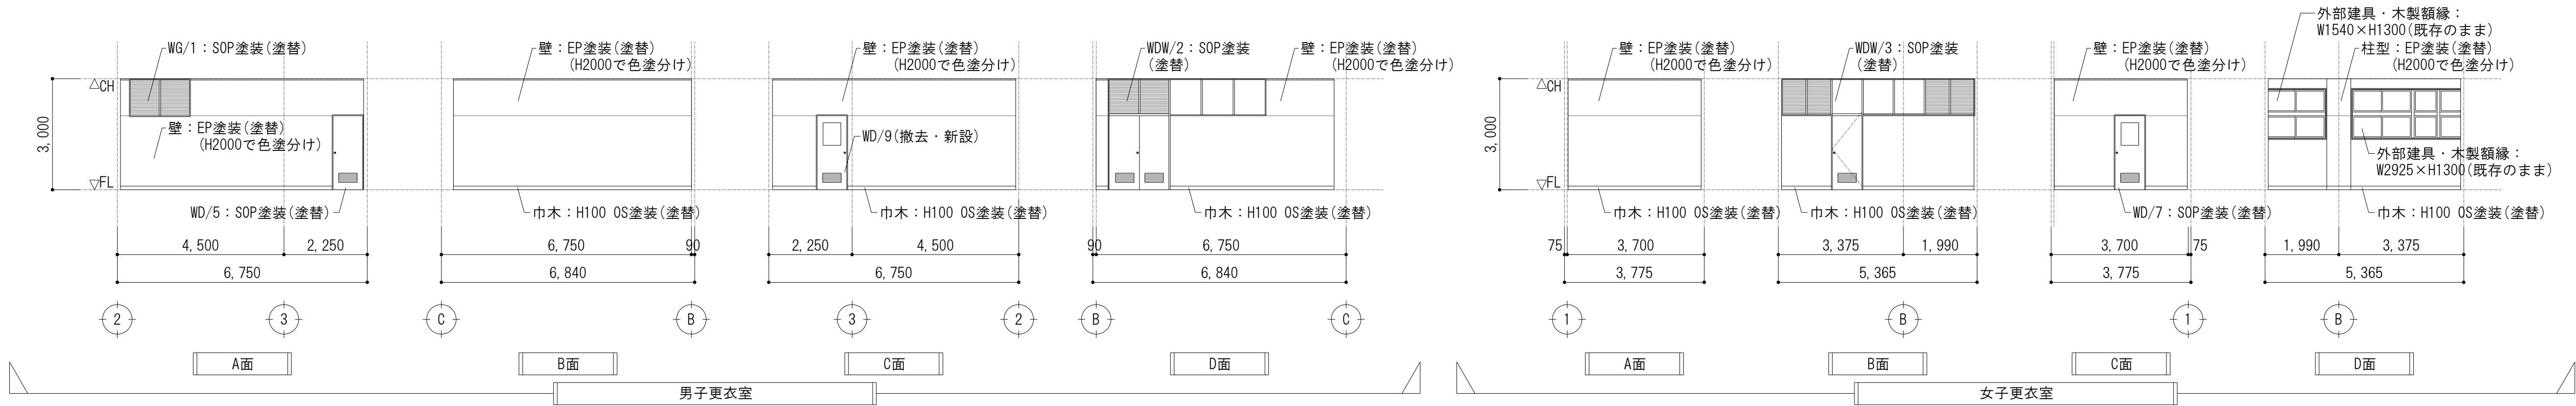 WG/1：SOP塗装(塗替)
壁：EP塗装(塗替)
(H2000で色塗分け)
WD/5：SOP塗装(塗替)
△CH
▽FL
3,000
4,500
2,250
6,750
2
3
A面
壁：EP塗装(塗替)
(H2000で色塗分け)
巾木：H100 OS塗装(塗替)
6,750
90
6,840
C
B
B面
壁：EP塗装(塗替)
(H2000で色塗分け)
WD/9(撤去・新設)
巾木：H100 OS塗装(塗替)
2,250
4,500
6,750
3
2
C面
WDW/2：SOP塗装
(塗替)
壁：EP塗装(塗替)
(H2000で色塗分け)
巾木：H100 OS塗装(塗替)
90
6,750
6,840
B
C
D面
男子更衣室
壁：EP塗装(塗替)
(H2000で色塗分け)
△CH
▽FL
3,000
巾木：H100 OS塗装(塗替)
75
3,700
3,775
1
A面
WDW/3：SOP塗装
(塗替)
巾木：H100 OS塗装(塗替)
3,375
1,990
5,365
B
B面
壁：EP塗装(塗替)
(H2000で色塗分け)
WD/7：SOP塗装(塗替)
3,700
75
3,775
1
C面
外部建具・木製額縁：
W1540×H1300(既存のまま)
柱型：EP塗装(塗替)
(H2000で色塗分け)
外部建具・木製額縁：
W2925×H1300(既存のまま)
巾木：H100 OS塗装(塗替)
1,990
3,375
5,365
B
D面
女子更衣室